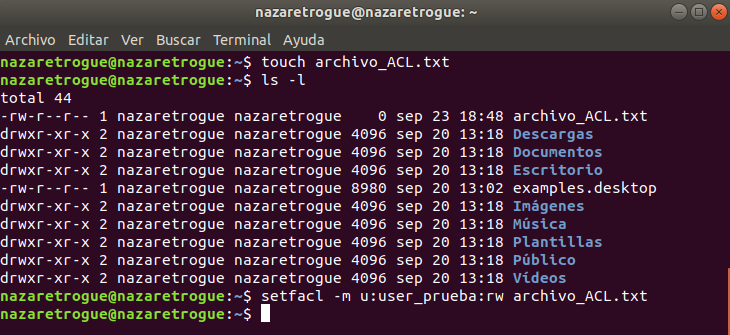 nazaretrogue@nazaretrogue: ~
Archivo Editar Ver Buscar Terminal Ayuda
nazaretrogue@nazaretrogue:~$ touch archivo_ACL.txt
nazaretrogue@nazaretrogue:~$ ls -l
total 44
-rw-r--r-- 1 nazaretrogue nazaretrogue    0 sep 23 18:48 archivo_ACL.txt
drwxr-xr-x 2 nazaretrogue nazaretrogue 4096 sep 20 13:18 Descargas
drwxr-xr-x 2 nazaretrogue nazaretrogue 4096 sep 20 13:18 Documentos
drwxr-xr-x 2 nazaretrogue nazaretrogue 4096 sep 20 13:18 Escritorio
-rw-r--r-- 1 nazaretrogue nazaretrogue 8980 sep 20 13:02 examples.desktop
drwxr-xr-x 2 nazaretrogue nazaretrogue 4096 sep 20 13:18 Imágenes
drwxr-xr-x 2 nazaretrogue nazaretrogue 4096 sep 20 13:18 Música
drwxr-xr-x 2 nazaretrogue nazaretrogue 4096 sep 20 13:18 Plantillas
drwxr-xr-x 2 nazaretrogue nazaretrogue 4096 sep 20 13:18 Público
drwxr-xr-x 2 nazaretrogue nazaretrogue 4096 sep 20 13:18 Vídeos
nazaretrogue@nazaretrogue:~$ setfacl -m u:user_prueba:rw archivo_ACL.txt
nazaretrogue@nazaretrogue:~$